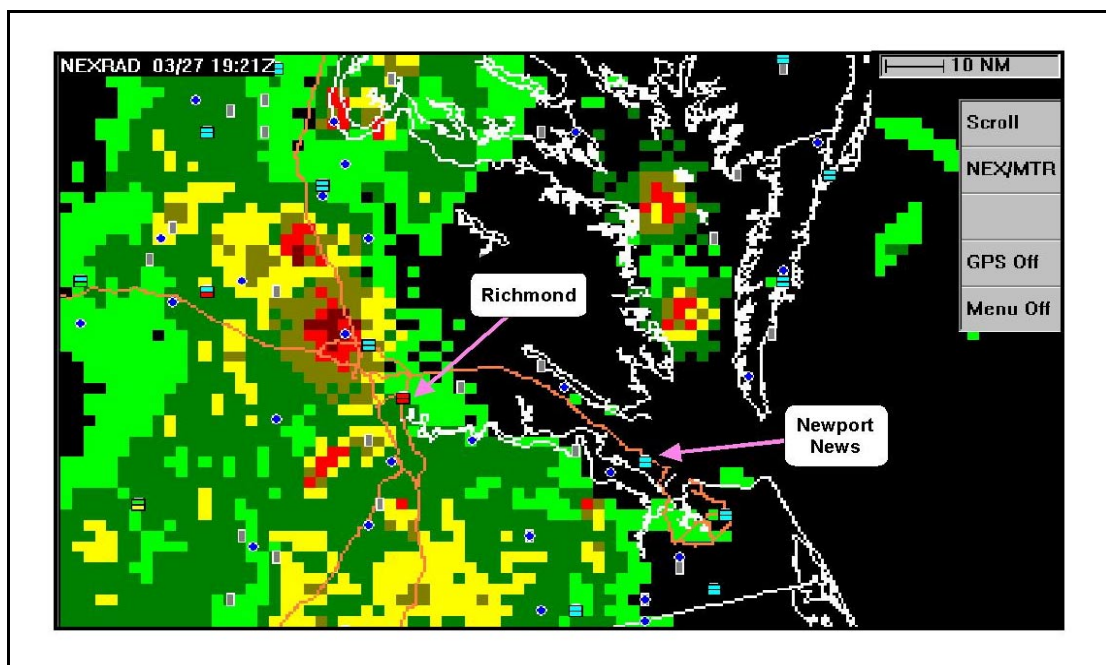 NEXRAD 03/27 19:21Z
10 NM
Scroll
NEX/MTR
GPS Off
Menu Off
Richmond
Newport
News